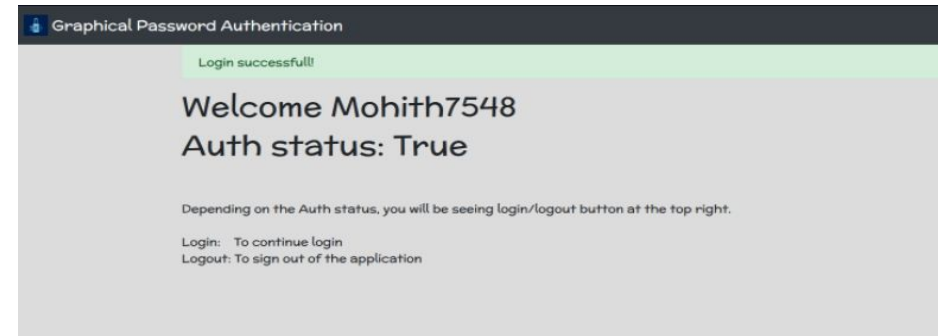 Graphical Password Authentication
Login successfull!
Welcome Mohith7548
Auth status: True
Depending on the Auth status, you will be seeing login/logout button at the top right.
Login: To continue login
Logout: To sign out of the application